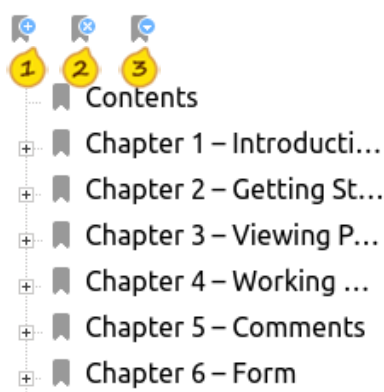 1 2 3
Contents
Chapter 1 – Introducti...
Chapter 2 – Getting St...
Chapter 3 – Viewing P...
Chapter 4 – Working ...
Chapter 5 – Comments
Chapter 6 – Form